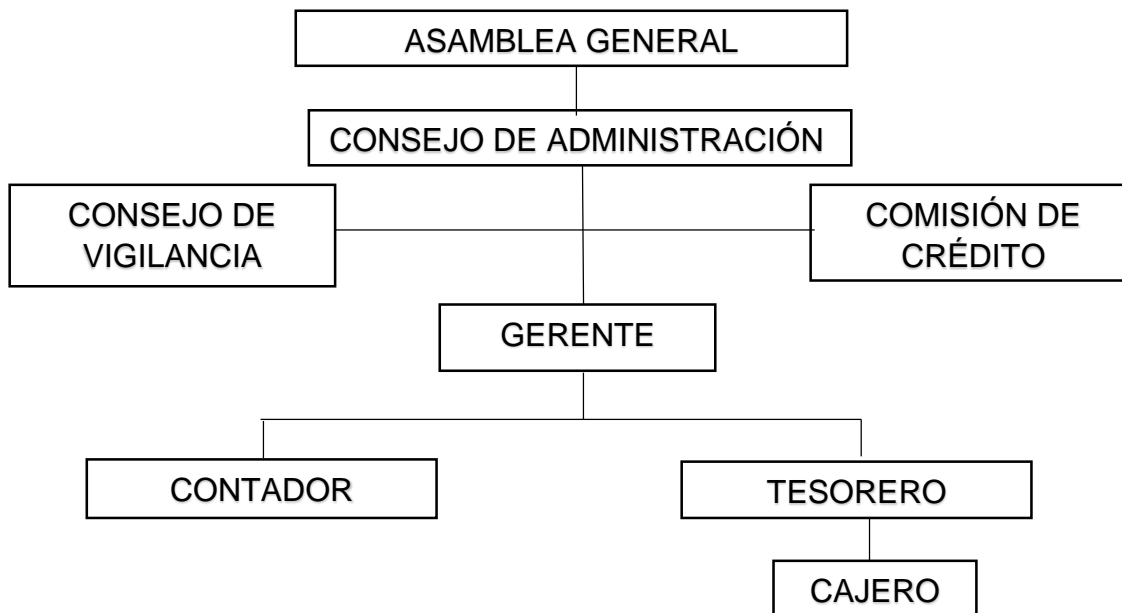 ASAMBLEA GENERAL
CONSEJO DE ADMINISTRACIÓN
CONSEJO DE
VIGILANCIA
COMISIÓN DE
CRÉDITO
GERENTE
CONTADOR
TESORERO
CAJERO